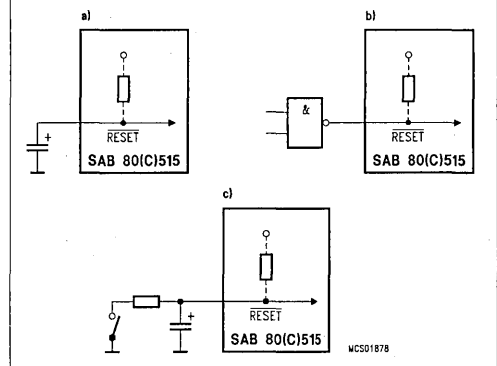 a)
b)
+
RESET
SAB 80(C)515
&
RESET
SAB 80(C)515
c)
+
RESET
SAB 80(C)515
MCS01878